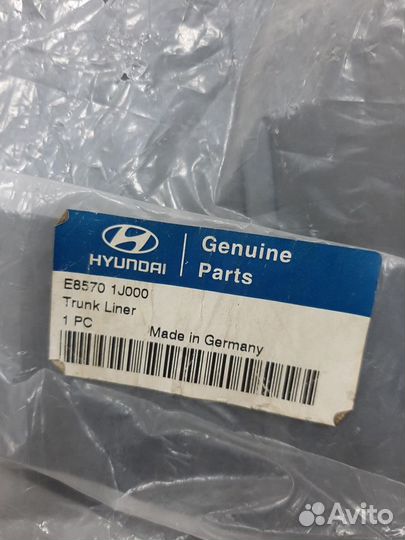 HYUNDAI
Genuine
Parts
E8570 1J000
Trunk Liner
1 PC
Made in Germany
Avito